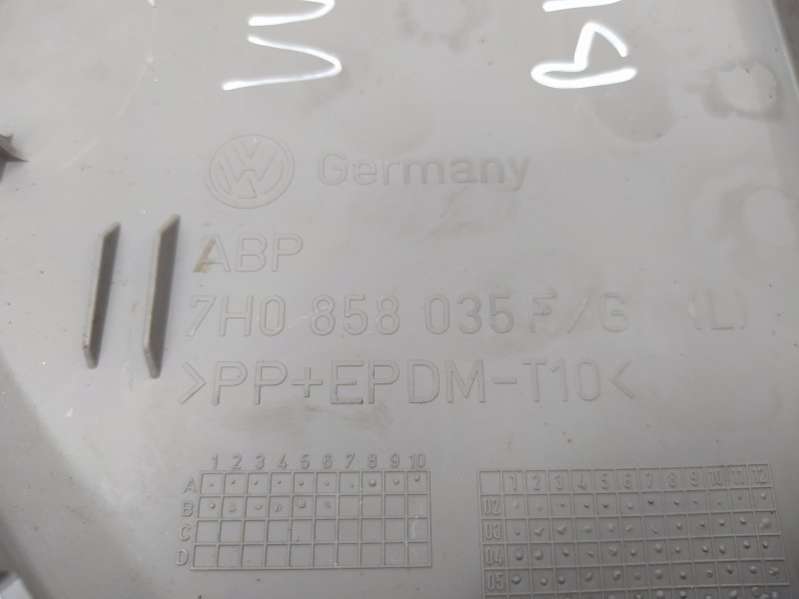 VW Germany
ABP
7H0 858 035 F/G (L)
>PP+EPDM-T10<
1 2 3 4 5 6 7 8 9 10
A
B
C
D
1 2 3 4 5 6 7 8 9 10 11 12
02
03
04
05